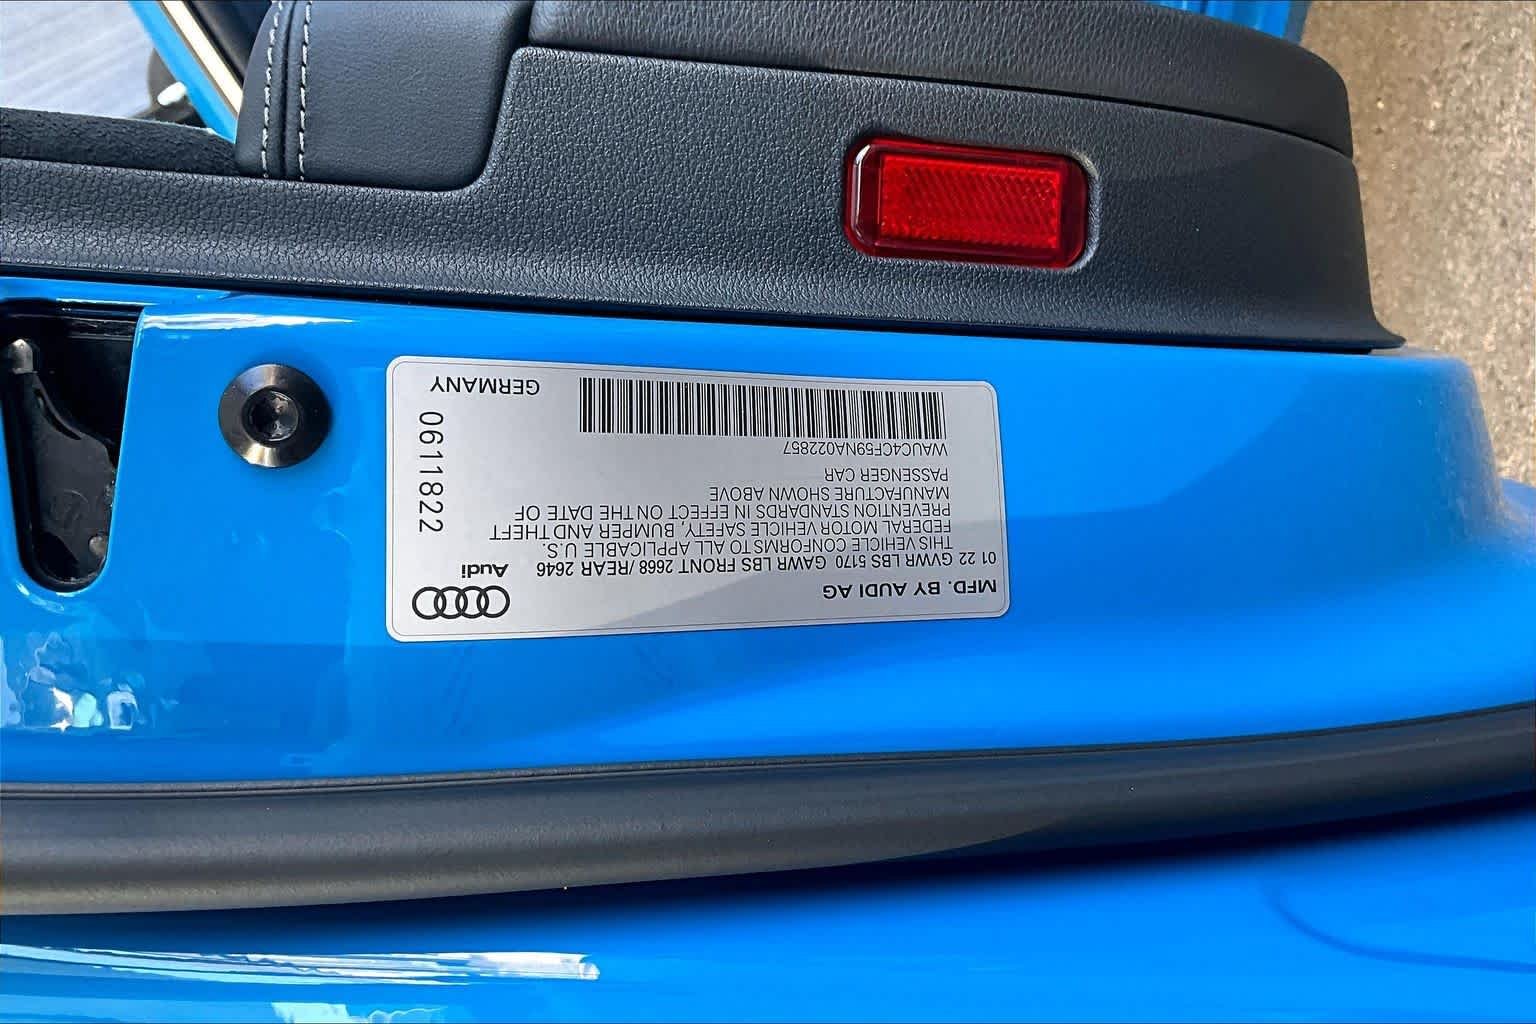 MFD. BY AUDI AG
01 22 GVWR LBS 5170 GAWR LBS FRONT 2668 /REAR 2646
THIS VEHICLE CONFORMS TO ALL APPLICABLE U.S.
FEDERAL MOTOR VEHICLE SAFETY, BUMPER AND THEFT
PREVENTION STANDARDS IN EFFECT ON THE DATE OF
MANUFACTURE SHOWN ABOVE
PASSENGER CAR
WAUC4CF59NA022857
Audi
0611822
GERMANY